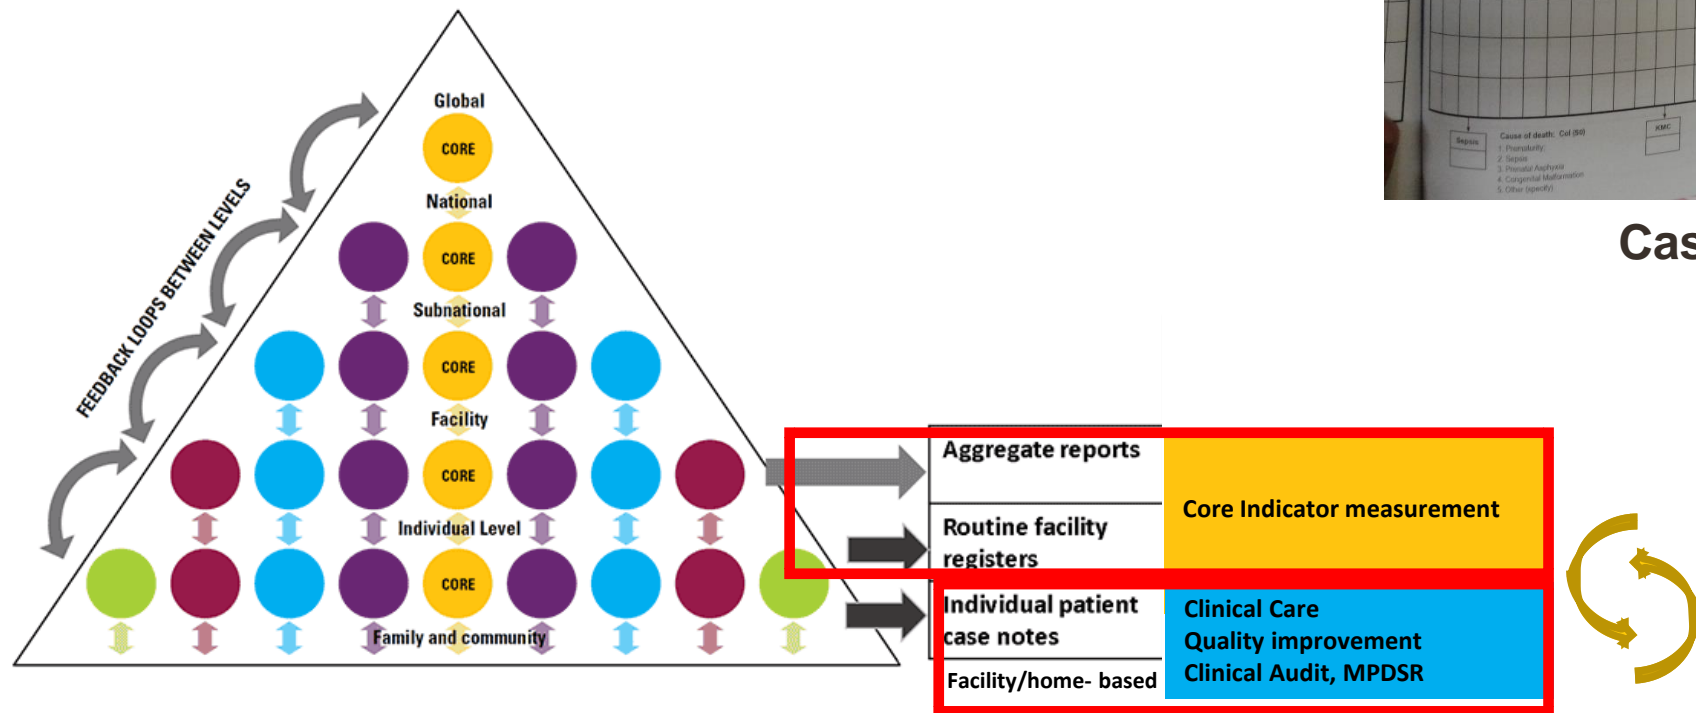 Global
CORE
National
CORE
Subnational
CORE
Facility
CORE
Individual Level
CORE
Family and community
FEEDBACK LOOPS BETWEEN LEVELS
Aggregate reports
Routine facility
registers
Individual patient
case notes
Facility/home- based
Core Indicator measurement
Clinical Care
Quality improvement
Clinical Audit, MPDSR
Sepsis
Cause of death: Col (50)
1. Prematurity
2. Sepsis
3. Prenatal Asphyxia
4. Congenital Malformation
5. Other (specify)
KMC
Cas